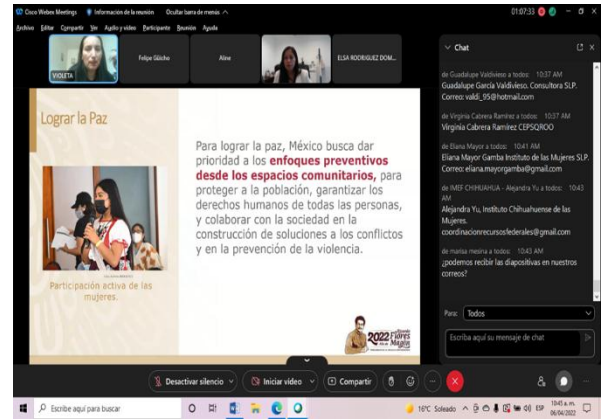 Cisco Webex Meetings
Información de la reunión
Ocultar barra de menús
01:07:33
Archivo Editar Compartir Ver Audio y video Participante Reunión Ayuda
VIOLETA
Felipe Güicho
Aline
ELSA RODRIGUEZ DOM...
Lograr la Paz
Para lograr la paz, México busca dar
prioridad a los enfoques preventivos
desde los espacios comunitarios, para
proteger a la población, garantizar los
derechos humanos de todas las personas,
y colaborar con la sociedad en la
construcción de soluciones a los conflictos
y en la prevención de la violencia.
Participación activa de las
mujeres.
2022 Flores
Magón
Chat
de Guadalupe Valdivieso a todos: 10:37 AM
Guadalupe García Valdivieso. Consultora SLP.
Correo: valdi_95@hotmail.com
de Virginia Cabrera Ramírez a todos: 10:37 AM
Virginia Cabrera Ramírez CEPSQROO
de Eliana Mayor a todos: 10:41 AM
Eliana Mayor Gamba Instituto de las Mujeres SLP.
Correo: eliana.mayorgamba@gmail.com
de IMEF CHIHUAHUA - Alejandra Yu a todos: 10:43
AM
Alejandra Yu, Instituto Chihuahuense de las
Mujeres.
coordinacionrecursosfederales@gmail.com
de marisa mesina a todos: 10:43 AM
¿podemos recibir las diapositivas en nuestros
correos?
Para: Todos
Escriba aquí su mensaje de chat
Desactivar silencio
Iniciar video
Compartir
Escribe aquí para buscar
16°C Soleado
ESP
10:43 a. m.
06/04/2022